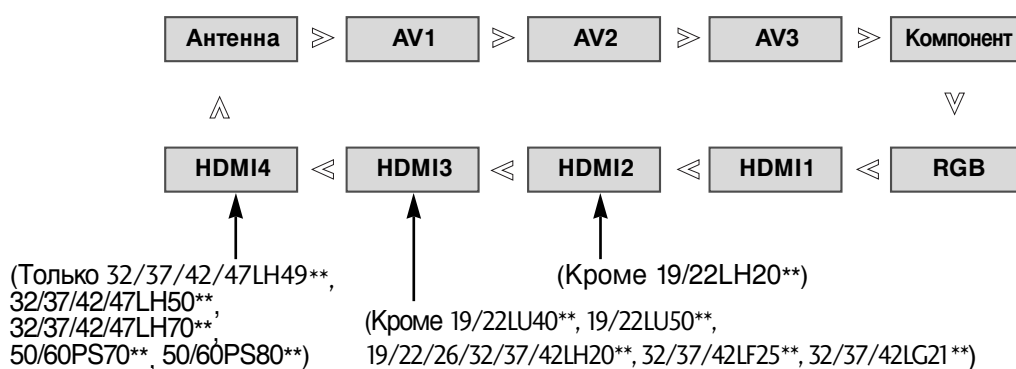 Антенна AV1 AV2 AV3 Компонент
HDMI4 HDMI3 HDMI2 HDMI1 RGB
(Только 32/37/42/47LH49**,
32/37/42/47LH50**,
32/37/42/47LH70**,
50/60PS70**, 50/60PS80**)
(Кроме 19/22LU40**, 19/22LU50**,
19/22/26/32/37/42LH20**, 32/37/42LF25**, 32/37/42LG21**)
(Кроме 19/22LH20**)